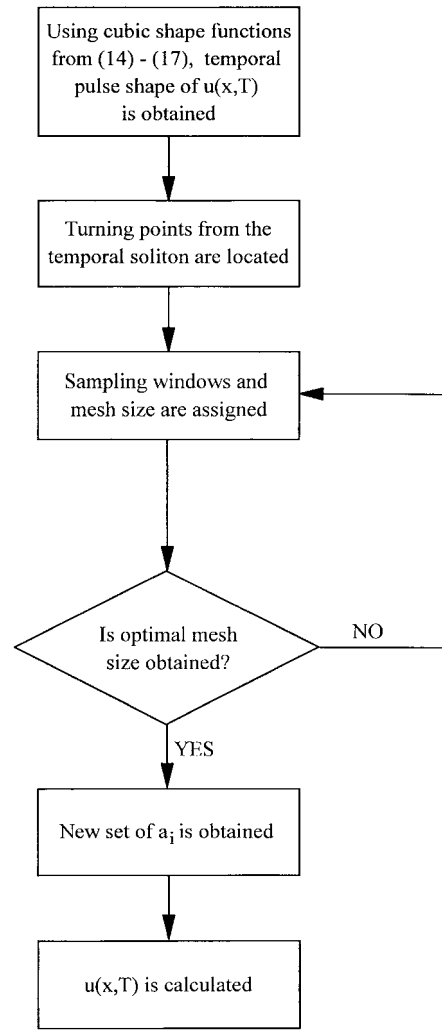 Using cubic shape functions
from (14) - (17), temporal
pulse shape of u(x,T)
is obtained
Turning points from the
temporal soliton are located
Sampling windows and
mesh size are assigned
Is optimal mesh
size obtained?
NO
YES
New set of a_i is obtained
u(x,T) is calculated